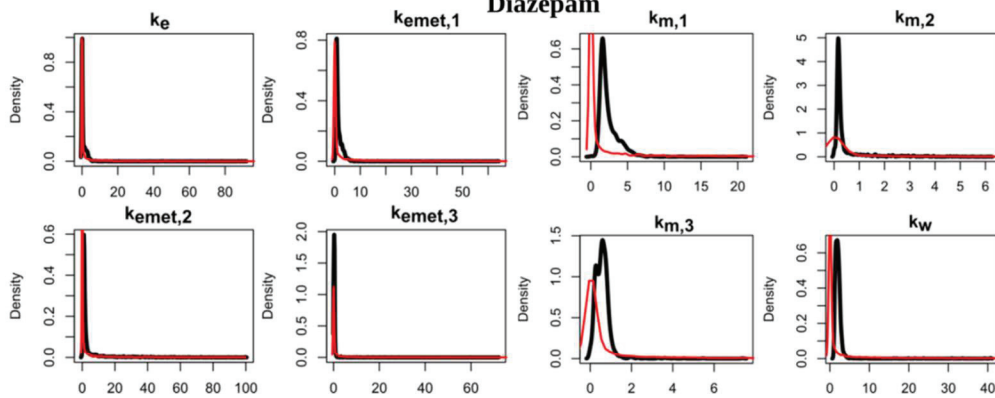 Diazepam
ke kemet,1 km,1 km,2
Density 0.0 0.4 0.8 0 20 40 60 80
Density 0.0 0.4 0.8 0 10 30 50
Density 0.0 0.2 0.4 0.6 0 5 10 15 20
Density 0 1 2 3 4 5 0 1 2 3 4 5 6
kemet,2 kemet,3 km,3 kw
Density 0.0 0.2 0.4 0.6 0 20 40 60 80 100
Density 0.0 0.5 1.0 1.5 2.0 0 20 40 60
Density 0.0 0.5 1.0 1.5 0 2 4 6
Density 0.0 0.2 0.4 0.6 0 10 20 30 40